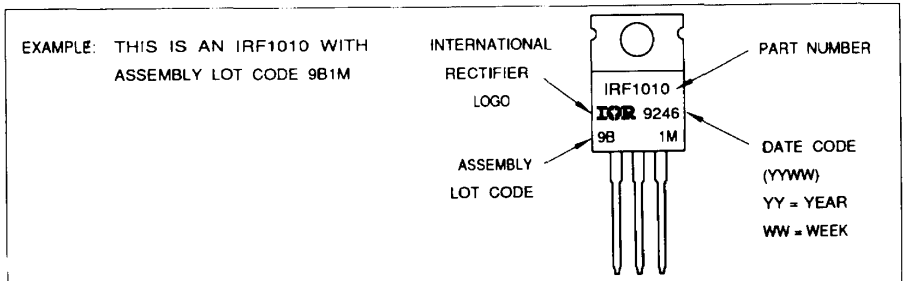 EXAMPLE: THIS IS AN IRF1010 WITH
ASSEMBLY LOT CODE 9B1M
INTERNATIONAL
RECTIFIER
LOGO
ASSEMBLY
LOT CODE
IRF1010
IOR 9246
9B 1M
PART NUMBER
DATE CODE
(YYWW)
YY = YEAR
WW = WEEK